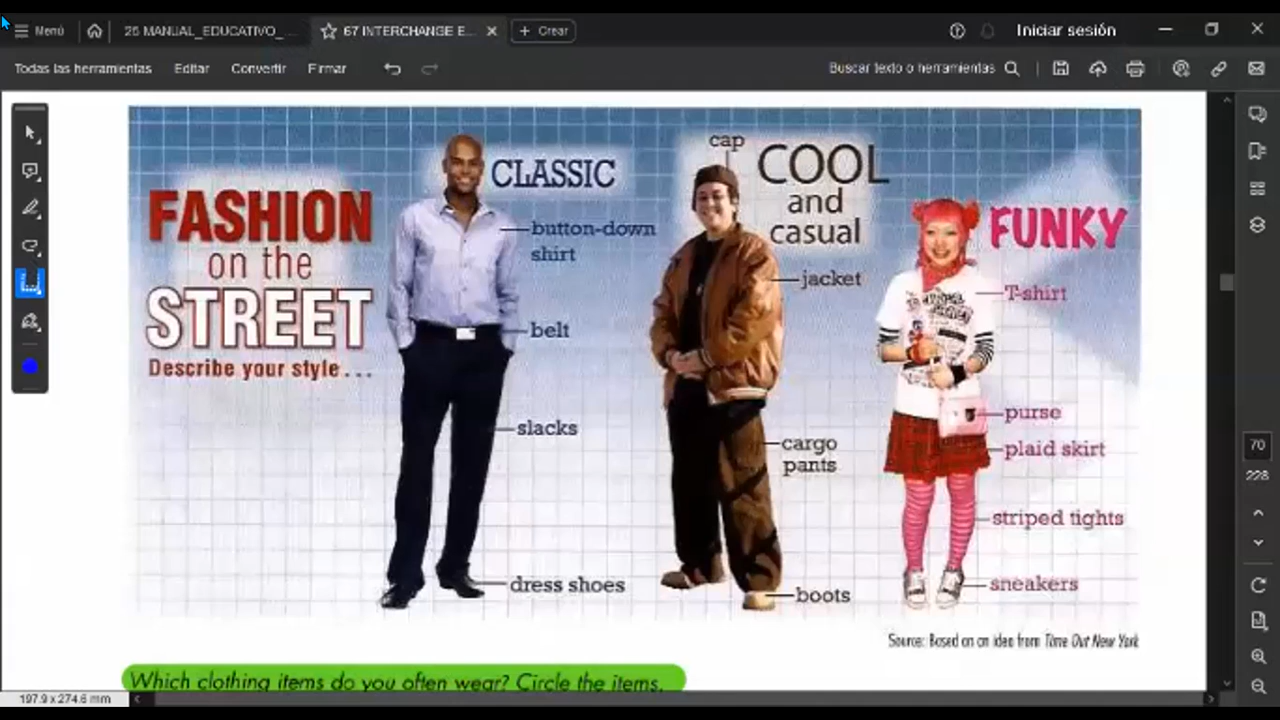 Menú
26 MANUAL_EDUCATIVO_ ...
67 INTERCHANGE E...
+ Crear
Iniciar sesión
Todas las herramientas
Editar
Convertir
Firmar
Buscar texto o herramientas
FASHION
on the
STREET
Describe your style . . .
CLASSIC
button-down
shirt
belt
slacks
dress shoes
cap
COOL
and
casual
jacket
cargo
pants
boots
FUNKY
T-shirt
purse
plaid skirt
striped tights
sneakers
Source: Based on an idea from Time Out New York
Which clothing items do you often wear? Circle the items.
70
228
197.9 x 274.6 mm